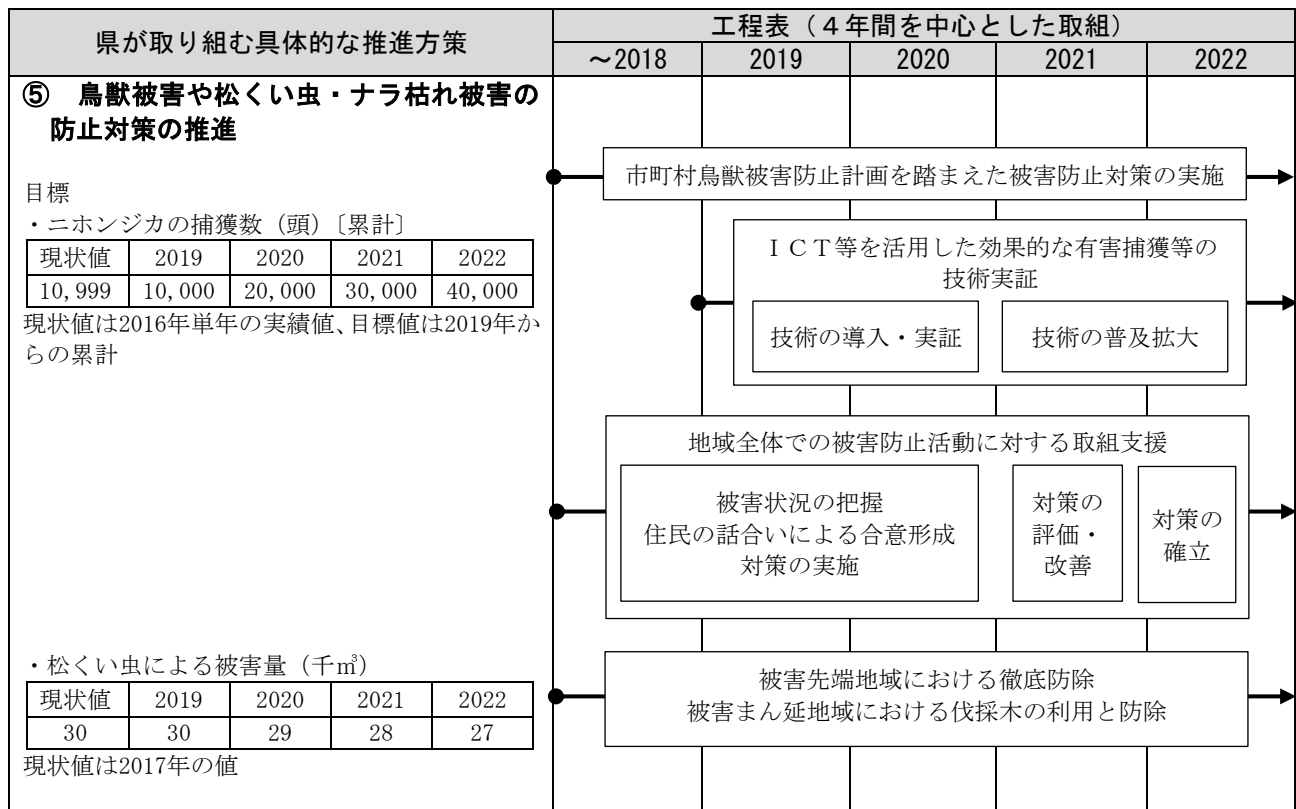 県が取り組む具体的な推進方策
工程表（４年間を中心とした取組）
～2018 2019 2020 2021 2022
⑤　鳥獣被害や松くい虫・ナラ枯れ被害の
防止対策の推進
目標
・ニホンジカの捕獲数（頭）〔累計〕
現状値 2019 2020 2021 2022
10,999 10,000 20,000 30,000 40,000
現状値は2016年単年の実績値、目標値は2019年か
らの累計
・松くい虫による被害量（千㎥）
現状値 2019 2020 2021 2022
30 30 29 28 27
現状値は2017年の値
市町村鳥獣被害防止計画を踏まえた被害防止対策の実施
ＩＣＴ等を活用した効果的な有害捕獲等の
技術実証
技術の導入・実証
技術の普及拡大
地域全体での被害防止活動に対する取組支援
被害状況の把握
住民の話合いによる合意形成
対策の実施
対策の
評価・
改善
対策の
確立
被害先端地域における徹底防除
被害まん延地域における伐採木の利用と防除